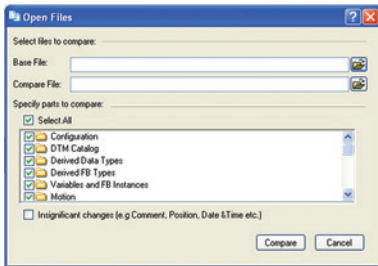 Open Files
Select files to compare:
Base File:
Compare File:
Specify parts to compare:
Select All
Configuration
DTM Catalog
Derived Data Types
Derived FB Types
Variables and FB Instances
Motion
Insignificant changes (e.g Comment, Position, Date &Time etc.)
Compare
Cancel